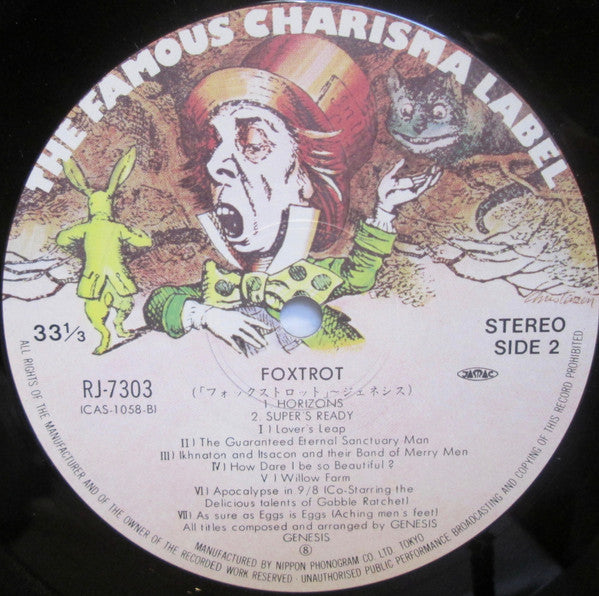 THE FAMOUS CHARISMA LABEL
Christensen
33⅓
STEREO
SIDE 2
FOXTROT
RJ-7303
(CAS-1058-B)
JASRAC
(「フォックストロット」~ジェネシス)
1. HORIZONS
2. SUPER'S READY
I) Lover's Leap
II) The Guaranteed Eternal Sanctuary Man
III) Ikhnaton and Itsacon and their Band of Merry Men
IV) How Dare I be so Beautiful?
V) Willow Farm
VI) Apocalypse in 9/8 (Co-Starring the
Delicious talents of Gabble Ratchet)
VII) As sure as Eggs is Eggs (Aching men's feet)
All titles composed and arranged by GENESIS
GENESIS
Ⓟ
ALL RIGHTS OF THE MANUFACTURER AND OF THE OWNER OF THE RECORDED WORK RESERVED - UNAUTHORISED PUBLIC PERFORMANCE BROADCASTING AND COPYING OF THIS RECORD PROHIBITED
MANUFACTURED BY NIPPON PHONOGRAM CO. LTD. TOKYO